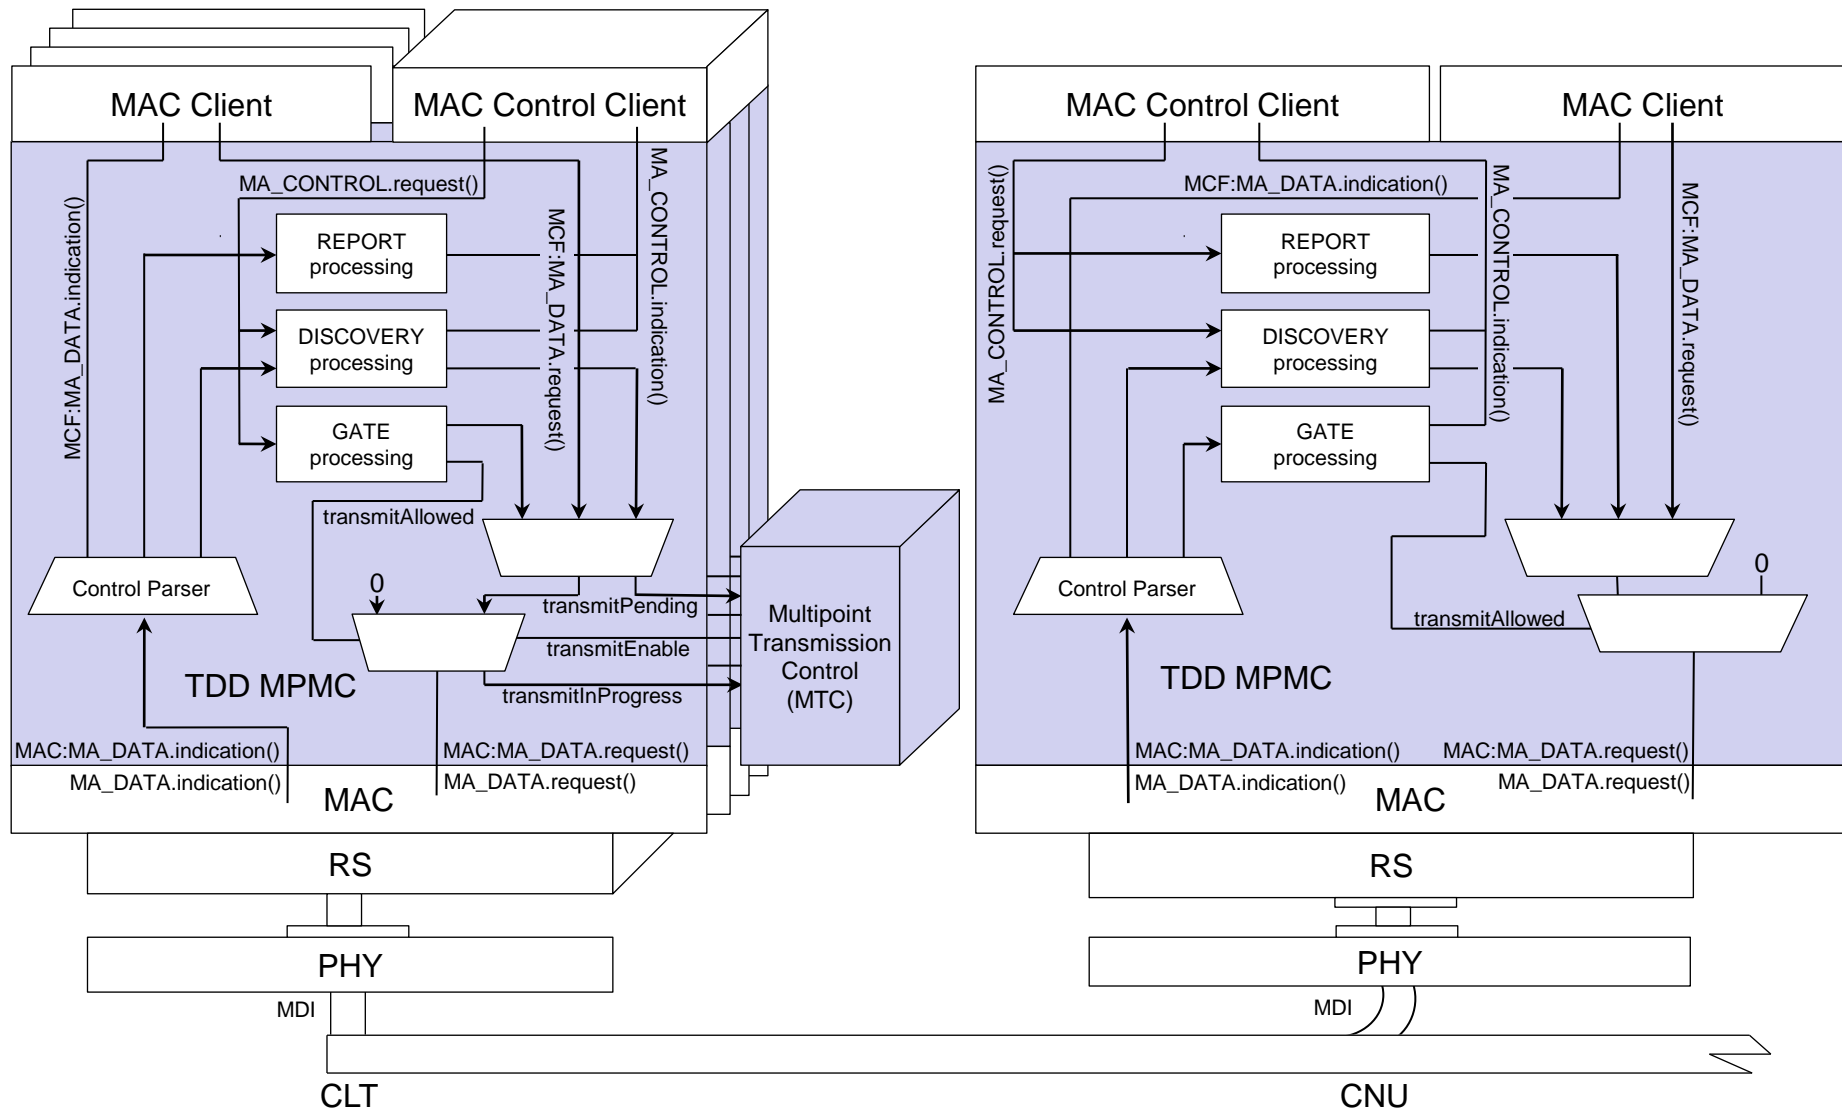 MAC Client
MAC Control Client
MA_CONTROL.request()
MCF:MA_DATA.indication()
MCF:MA_DATA.request()
MA_CONTROL.indication()
REPORT
processing
DISCOVERY
processing
GATE
processing
transmitAllowed
Control Parser
0
transmitPending
transmitEnable
transmitInProgress
TDD MPMC
Multipoint
Transmission
Control
(MTC)
MAC:MA_DATA.indication()
MAC:MA_DATA.request()
MA_DATA.indication()
MA_DATA.request()
MAC
RS
PHY
MDI
CLT
MAC Control Client
MAC Client
MA_CONTROL.request()
MCF:MA_DATA.indication()
MA_CONTROL.indication()
MCF:MA_DATA.request()
REPORT
processing
DISCOVERY
processing
GATE
processing
Control Parser
0
transmitAllowed
TDD MPMC
MAC:MA_DATA.indication()
MAC:MA_DATA.request()
MA_DATA.indication()
MA_DATA.request()
MAC
RS
PHY
MDI
CNU